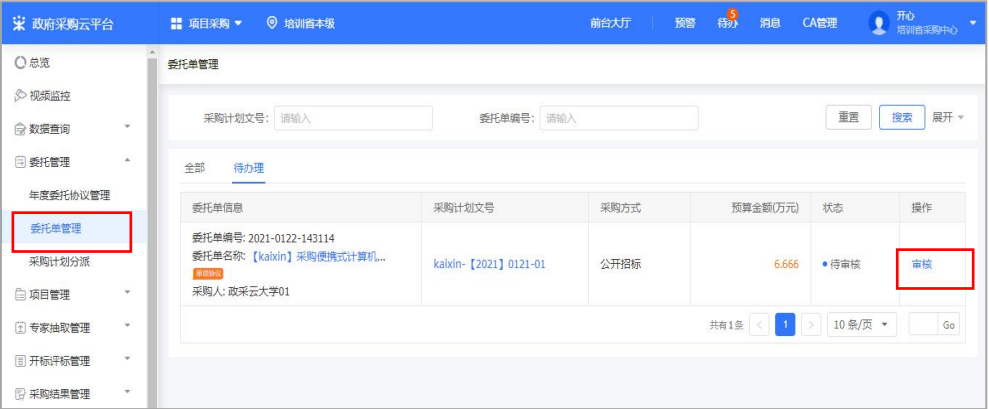 政府采购云平台
项目采购
培训省本级
前台大厅
预警
待办
5
消息
CA管理
开心
培训省采购中心
总览
视频监控
数据查询
委托管理
年度委托协议管理
委托单管理
采购计划分派
项目管理
专家抽取管理
开标评标管理
采购结果管理
委托单管理
采购计划文号: 请输入
委托单编号: 请输入
重置
搜索
展开
全部
待办理
委托单信息
采购计划文号
采购方式
预算金额(万元)
状态
操作
委托单编号: 2021-0122-143114
委托单名称: 【kaixin】采购便携式计算机...
单项协议
采购人: 政采云大学01
kaixin-【2021】0121-01
公开招标
6.666
待审核
审核
共有1条
<
1
>
10 条/页
Go